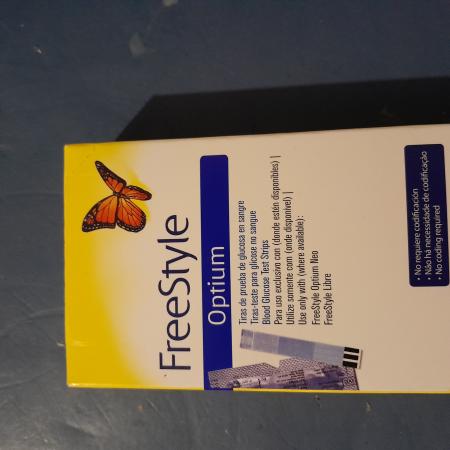 FreeStyle
Optium
Tiras de prueba de glucosa en sangre
Tiras-teste para glicose no sangue
Blood Glucose Test Strips
Para uso exclusivo con (donde estén disponibles) |
Utilize somente com (onde disponível) |
Use only with (where available):
FreeStyle Optium Neo
FreeStyle Libre
• No requiere codificación
• Não há necessidade de codificação
• No coding required